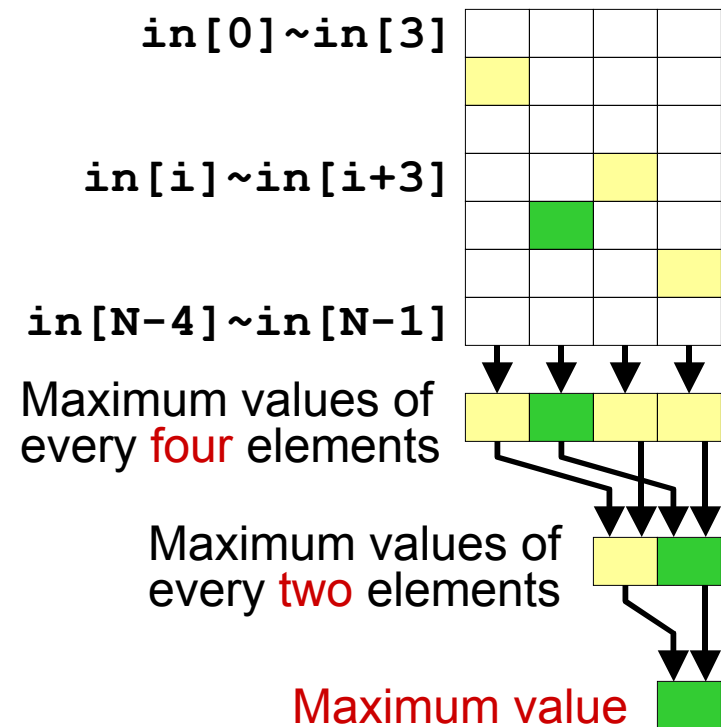 in[0]~in[3]
in[i]~in[i+3]
in[N-4]~in[N-1]
Maximum values of
every four elements
Maximum values of
every two elements
Maximum value